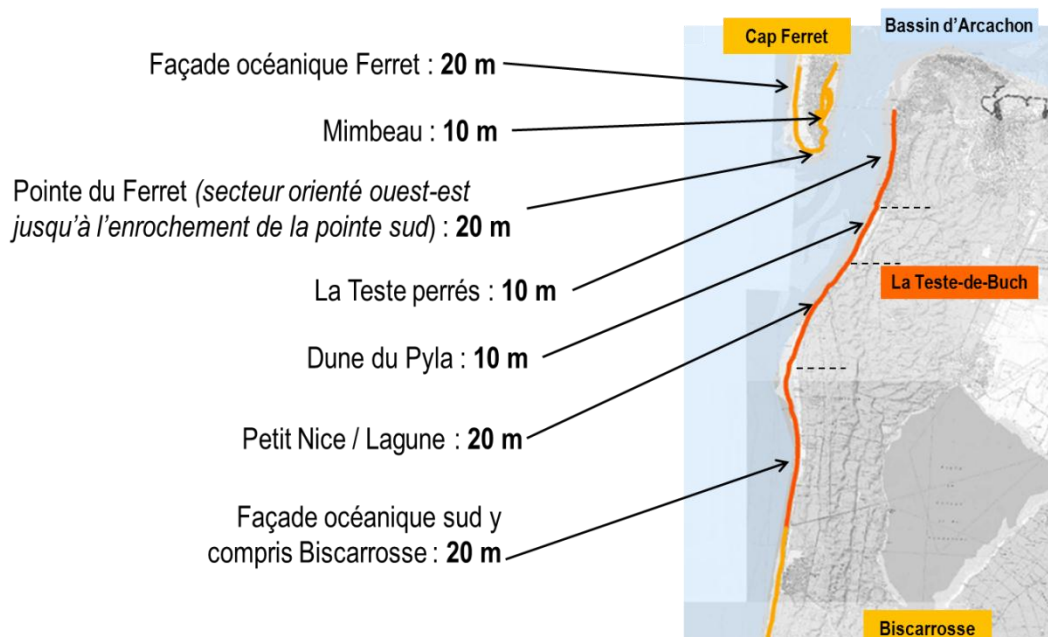 Cap Ferret
Bassin d’Arcachon
Façade océanique Ferret : 20 m
Mimbeau : 10 m
Pointe du Ferret (secteur orienté ouest-est
jusqu’à l’enrochement de la pointe sud) : 20 m
La Teste perrés : 10 m
La Teste-de-Buch
Dune du Pyla : 10 m
Petit Nice / Lagune : 20 m
Façade océanique sud y
compris Biscarrosse : 20 m
Biscarrosse